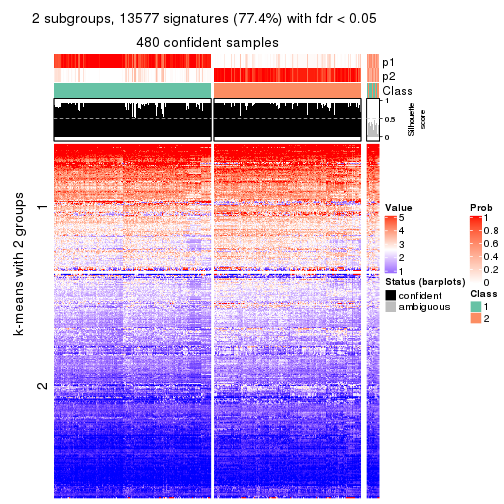 2 subgroups, 13577 signatures (77.4%) with fdr < 0.05
480 confident samples
p1
p2
Class
1
0.5
0
Silhouette
score
k-means with 2 groups
1
2
Value
5
4
3
2
1
Prob
1
0.8
0.6
0.4
0.2
0
Status (barplots)
confident
ambiguous
Class
1
2